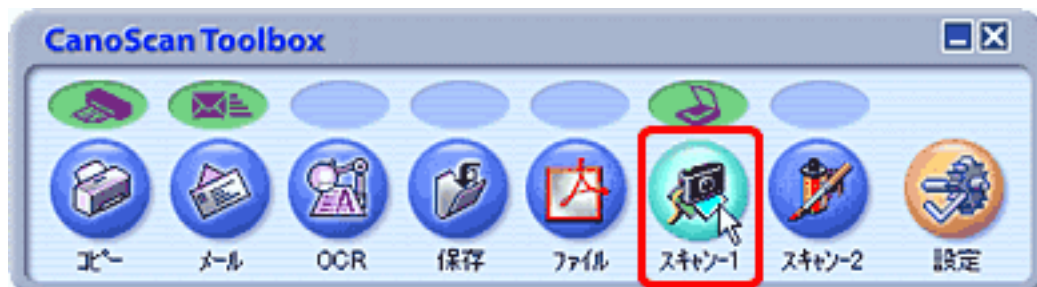 CanoScan Toolbox
ｺﾋﾟｰ ﾒｰﾙ OCR 保存 ﾌｧｲﾙ ｽｷｬﾝ-1 ｽｷｬﾝ-2 設定